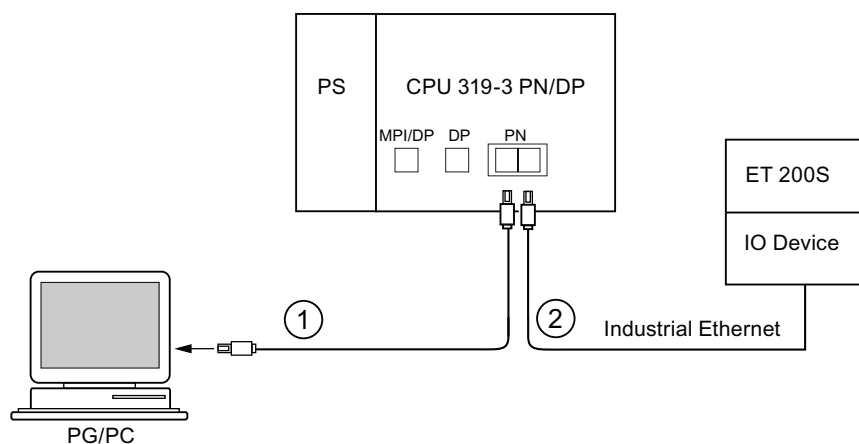 PS
CPU 319-3 PN/DP
MPI/DP DP PN
ET 200S
IO Device
1
2
Industrial Ethernet
PG/PC